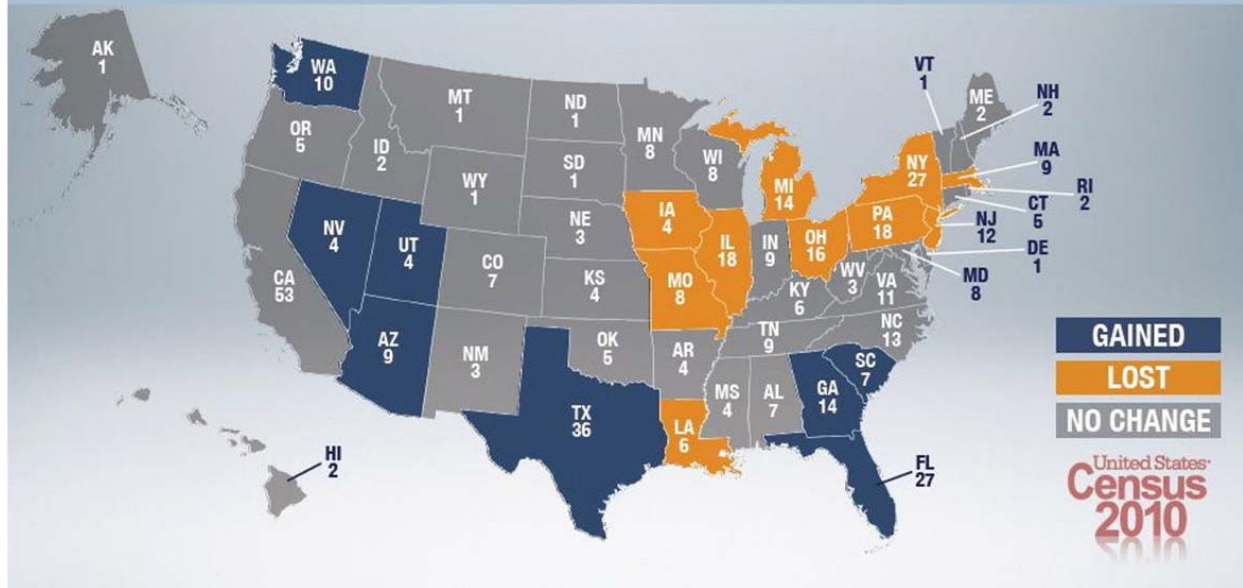 AK
1
WA
10
OR
5
ID
2
MT
1
ND
1
MN
8
WI
8
SD
1
WY
1
NE
3
IA
4
MI
14
NY
27
VT
1
ME
2
NH
2
MA
9
RI
2
CT
5
NJ
12
PA
18
DE
1
MD
8
NV
4
UT
4
CO
7
CA
53
KS
4
MO
8
IL
18
IN
9
OH
16
WV
3
VA
11
KY
6
NC
13
TN
9
AZ
9
NM
3
OK
5
AR
4
SC
7
GA
14
AL
7
MS
4
LA
6
TX
36
FL
27
HI
2
GAINED
LOST
NO CHANGE
United States
Census
2010